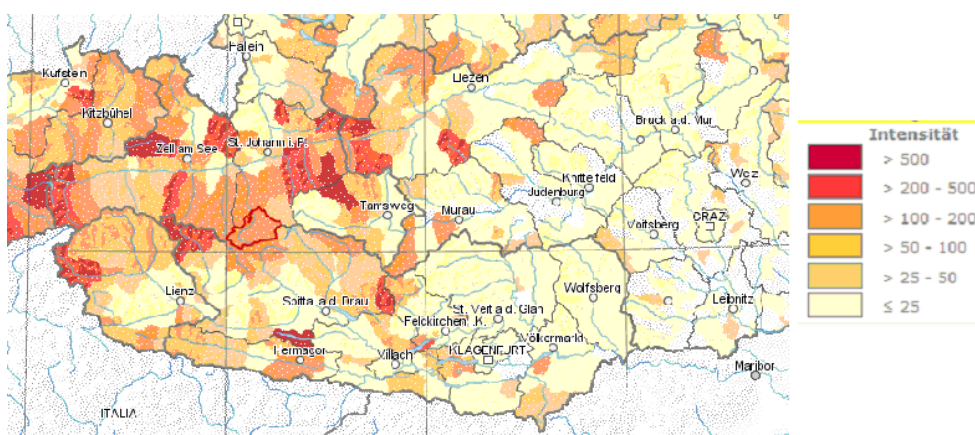 Halein
Kufstein
Liezen
Kitzbühel
Bruck a.d. Mur
St. Johann i. P.
Zell am See
Knittelfeld
Weiz
Judenburg
Tamsweg
Murau
GRAZ
Voitsberg
Lienz
Wolfsberg
Spittal a.d. Drau
Leibnitz
St. Veit a.d. Glan
Feldkirchen i.K.
Völkermarkt
Hermagor
KLAGENFURT
Villach
Maribor
ITALIA
Intensität
> 500
> 200 - 500
> 100 - 200
> 50 - 100
> 25 - 50
≤ 25